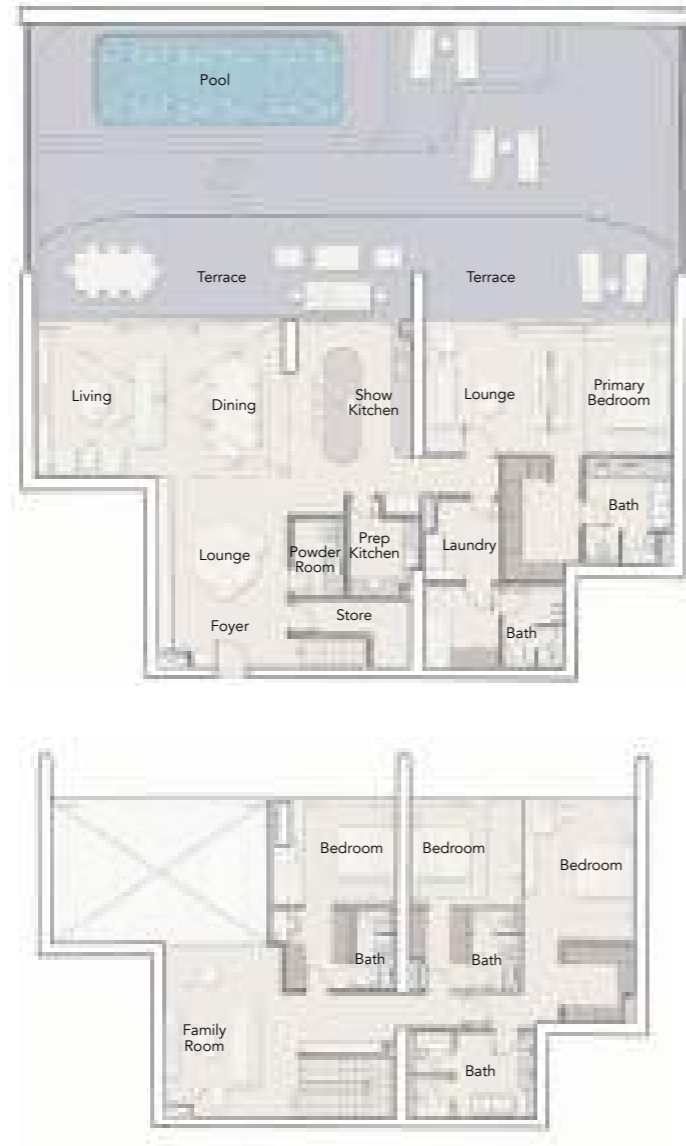 Pool
Terrace
Terrace
Living
Dining
Show
Kitchen
Lounge
Primary
Bedroom
Bath
Lounge
Powder
Room
Prep
Kitchen
Laundry
Store
Foyer
Bath
Bedroom
Bedroom
Bedroom
Bath
Bath
Family
Room
Bath